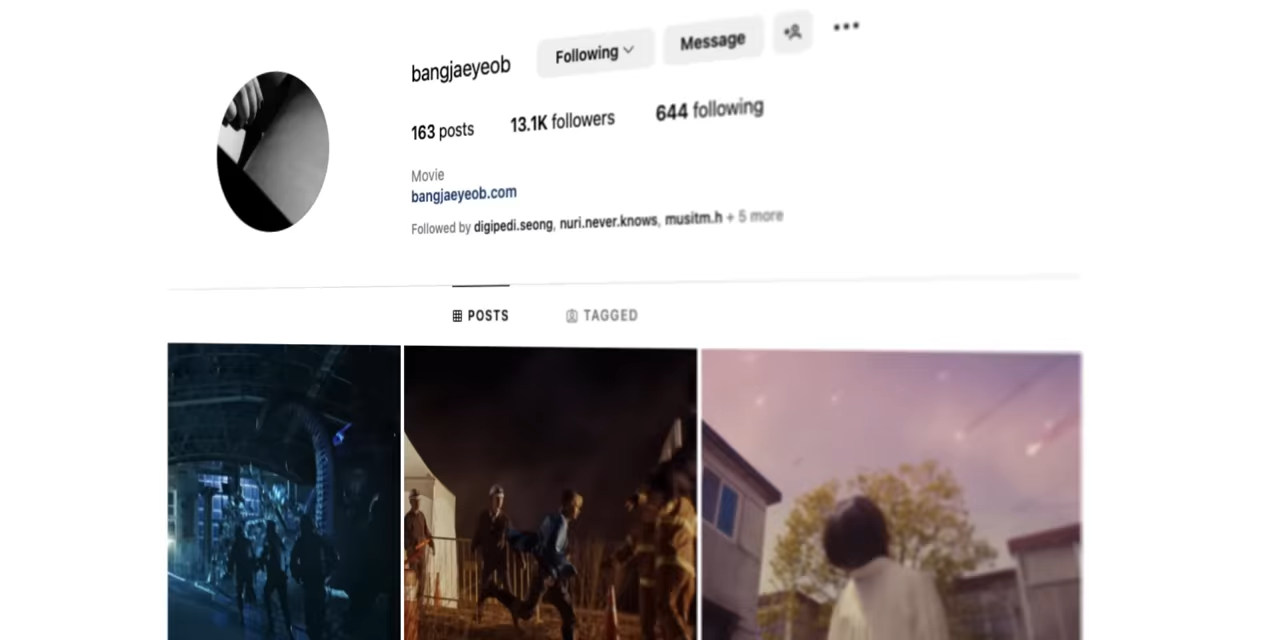 bangjaeyeob Following Message
163 posts 13.1K followers 644 following
Movie
bangjaeyeob.com
Followed by digipedi.seong, nuri.never.knows, musitm.h + 5 more
POSTS TAGGED